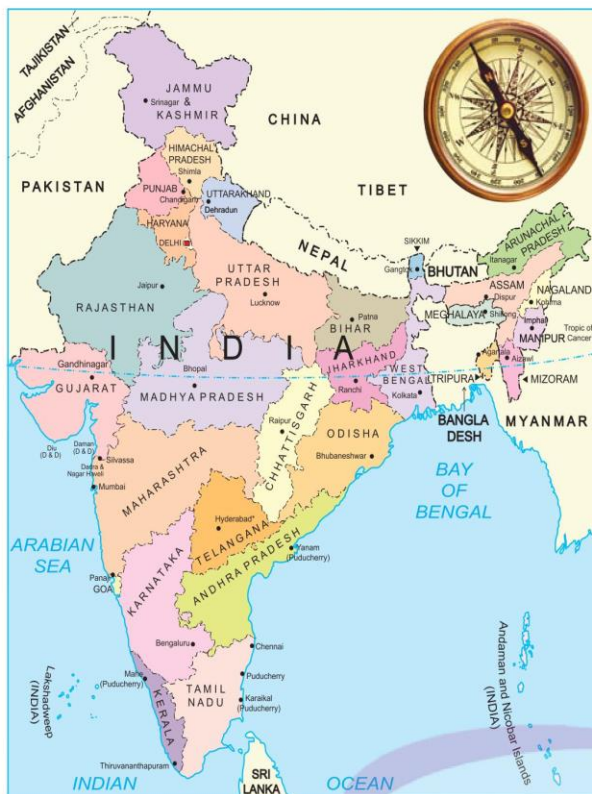 TAJIKISTAN
AFGHANISTAN
JAMMU
&
KASHMIR
Srinagar
CHINA
HIMACHAL
PRADESH
Shimla
PAKISTAN
PUNJAB
Chandigarh
UTTARAKHAND
Dehradun
TIBET
HARYANA
DELHI
NEPAL
SIKKIM
Gangtok
BHUTAN
ARUNACHAL
PRADESH
Itanagar
UTTAR
PRADESH
Lucknow
Jaipur
RAJASTHAN
ASSAM
Dispur
NAGALAND
Kohima
MEGHALAYA
Shillong
Imphal
MANIPUR
Tropic of
Cancer
Patna
BIHAR
INDIA
Gandhinagar
GUJARAT
Bhopal
MADHYA PRADESH
JHARKHAND
Ranchi
WEST
BENGAL
Kolkata
Agartala
Aizawl
TRIPURA
MIZORAM
BANGLA
DESH
MYANMAR
Raipur
CHHATTISGARH
ODISHA
Bhubaneshwar
Diu
(D & D)
Daman
(D & D)
Silvassa
Dadra &
Nagar Haveli
Mumbai
MAHARASHTRA
BAY
OF
BENGAL
Hyderabad*
TELANGANA
ARABIAN
SEA
Yanam
(Puducherry)
ANDHRA PRADESH
KARNATAKA
Panaji
GOA
Bengaluru
Chennai
Lakshadweep
(INDIA)
Mahe
(Puducherry)
Puducherry
TAMIL
NADU
Karaikal
(Puducherry)
KERALA
Andaman and Nicobar Islands
(INDIA)
Thiruvananthapuram
INDIAN
SRI
LANKA
OCEAN